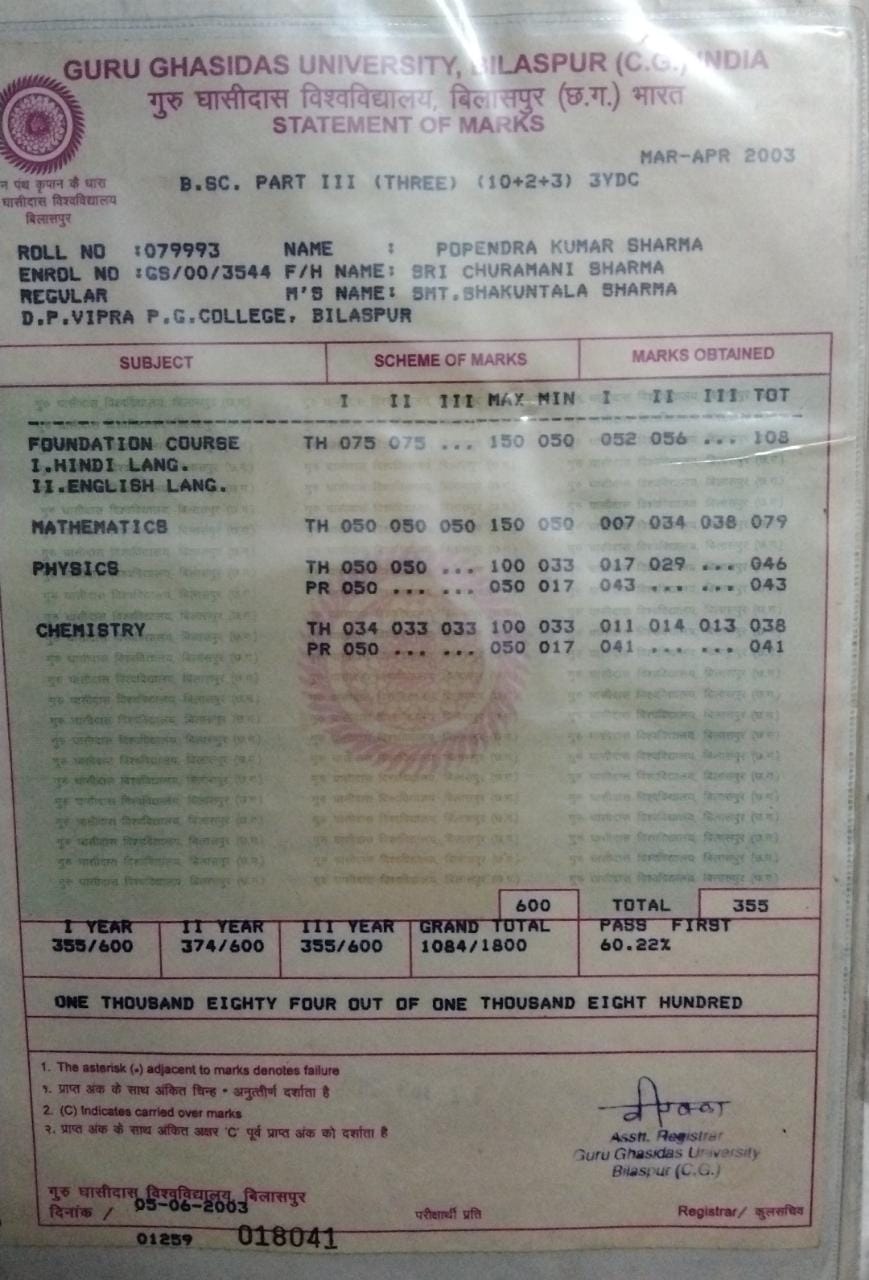 GURU GHASIDAS UNIVERSITY, BILASPUR (C.G.) INDIA
गुरु घासीदास विश्वविद्यालय, बिलासपुर (छ.ग.) भारत
STATEMENT OF MARKS
MAR-APR 2003
B.SC. PART III (THREE) (10+2+3) 3YDC
घासीदास विश्वविद्यालय
बिलासपुर
ROLL NO :079993 NAME : POPENDRA KUMAR SHARMA
ENROL NO :GS/00/3544 F/H NAME: SRI CHURAMANI SHARMA
REGULAR M'S NAME: SMT.SHAKUNTALA SHARMA
D.P.VIPRA P.G.COLLEGE, BILASPUR
SUBJECT SCHEME OF MARKS MARKS OBTAINED
I II III MAX MIN I II III TOT
FOUNDATION COURSE TH 075 075 ... 150 050 052 056 ... 108
I.HINDI LANG.
II.ENGLISH LANG.
MATHEMATICS TH 050 050 050 150 050 007 034 038 079
PHYSICS TH 050 050 ... 100 033 017 029 ... 046
PR 050 ... ... 050 017 043 ... ... 043
CHEMISTRY TH 034 033 033 100 033 011 014 013 038
PR 050 ... ... 050 017 041 ... ... 041
600 TOTAL 355
I YEAR II YEAR III YEAR GRAND TOTAL PASS FIRST
355/600 374/600 355/600 1084/1800 60.22%
ONE THOUSAND EIGHTY FOUR OUT OF ONE THOUSAND EIGHT HUNDRED
1. The asterisk (*) adjacent to marks denotes failure
१. प्राप्त अंक के साथ अंकित चिन्ह * अनुत्तीर्ण दर्शाता है
2. (C) Indicates carried over marks
२. प्राप्त अंक के साथ अंकित अक्षर 'C' पूर्व प्राप्त अंक को दर्शाता है
Asstt. Registrar
Guru Ghasidas University
Bilaspur (C.G.)
गुरु घासीदास विश्वविद्यालय, बिलासपुर
दिनांक / 05-06-2003 परीक्षार्थी प्रति Registrar/ कुलसचिव
01259 018041